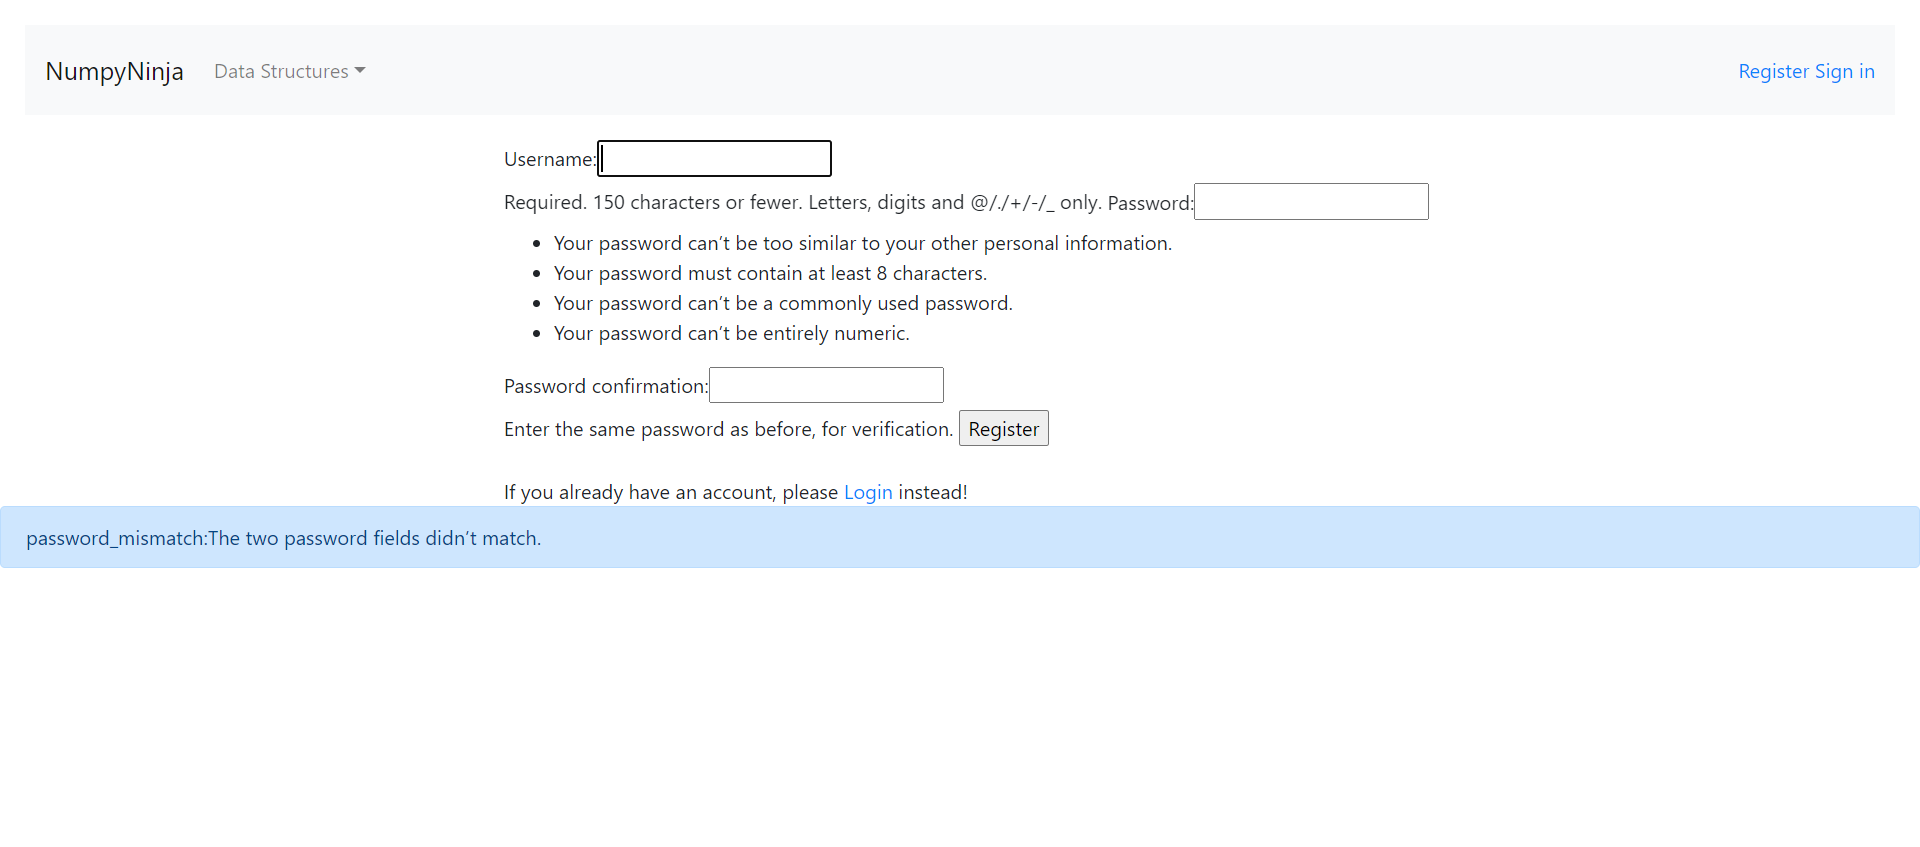 NumpyNinja Data Structures Register Sign in
Username:
Required. 150 characters or fewer. Letters, digits and @/./+/-/_ only. Password:
• Your password can’t be too similar to your other personal information.
• Your password must contain at least 8 characters.
• Your password can’t be a commonly used password.
• Your password can’t be entirely numeric.
Password confirmation:
Enter the same password as before, for verification. Register
If you already have an account, please Login instead!
password_mismatch:The two password fields didn’t match.